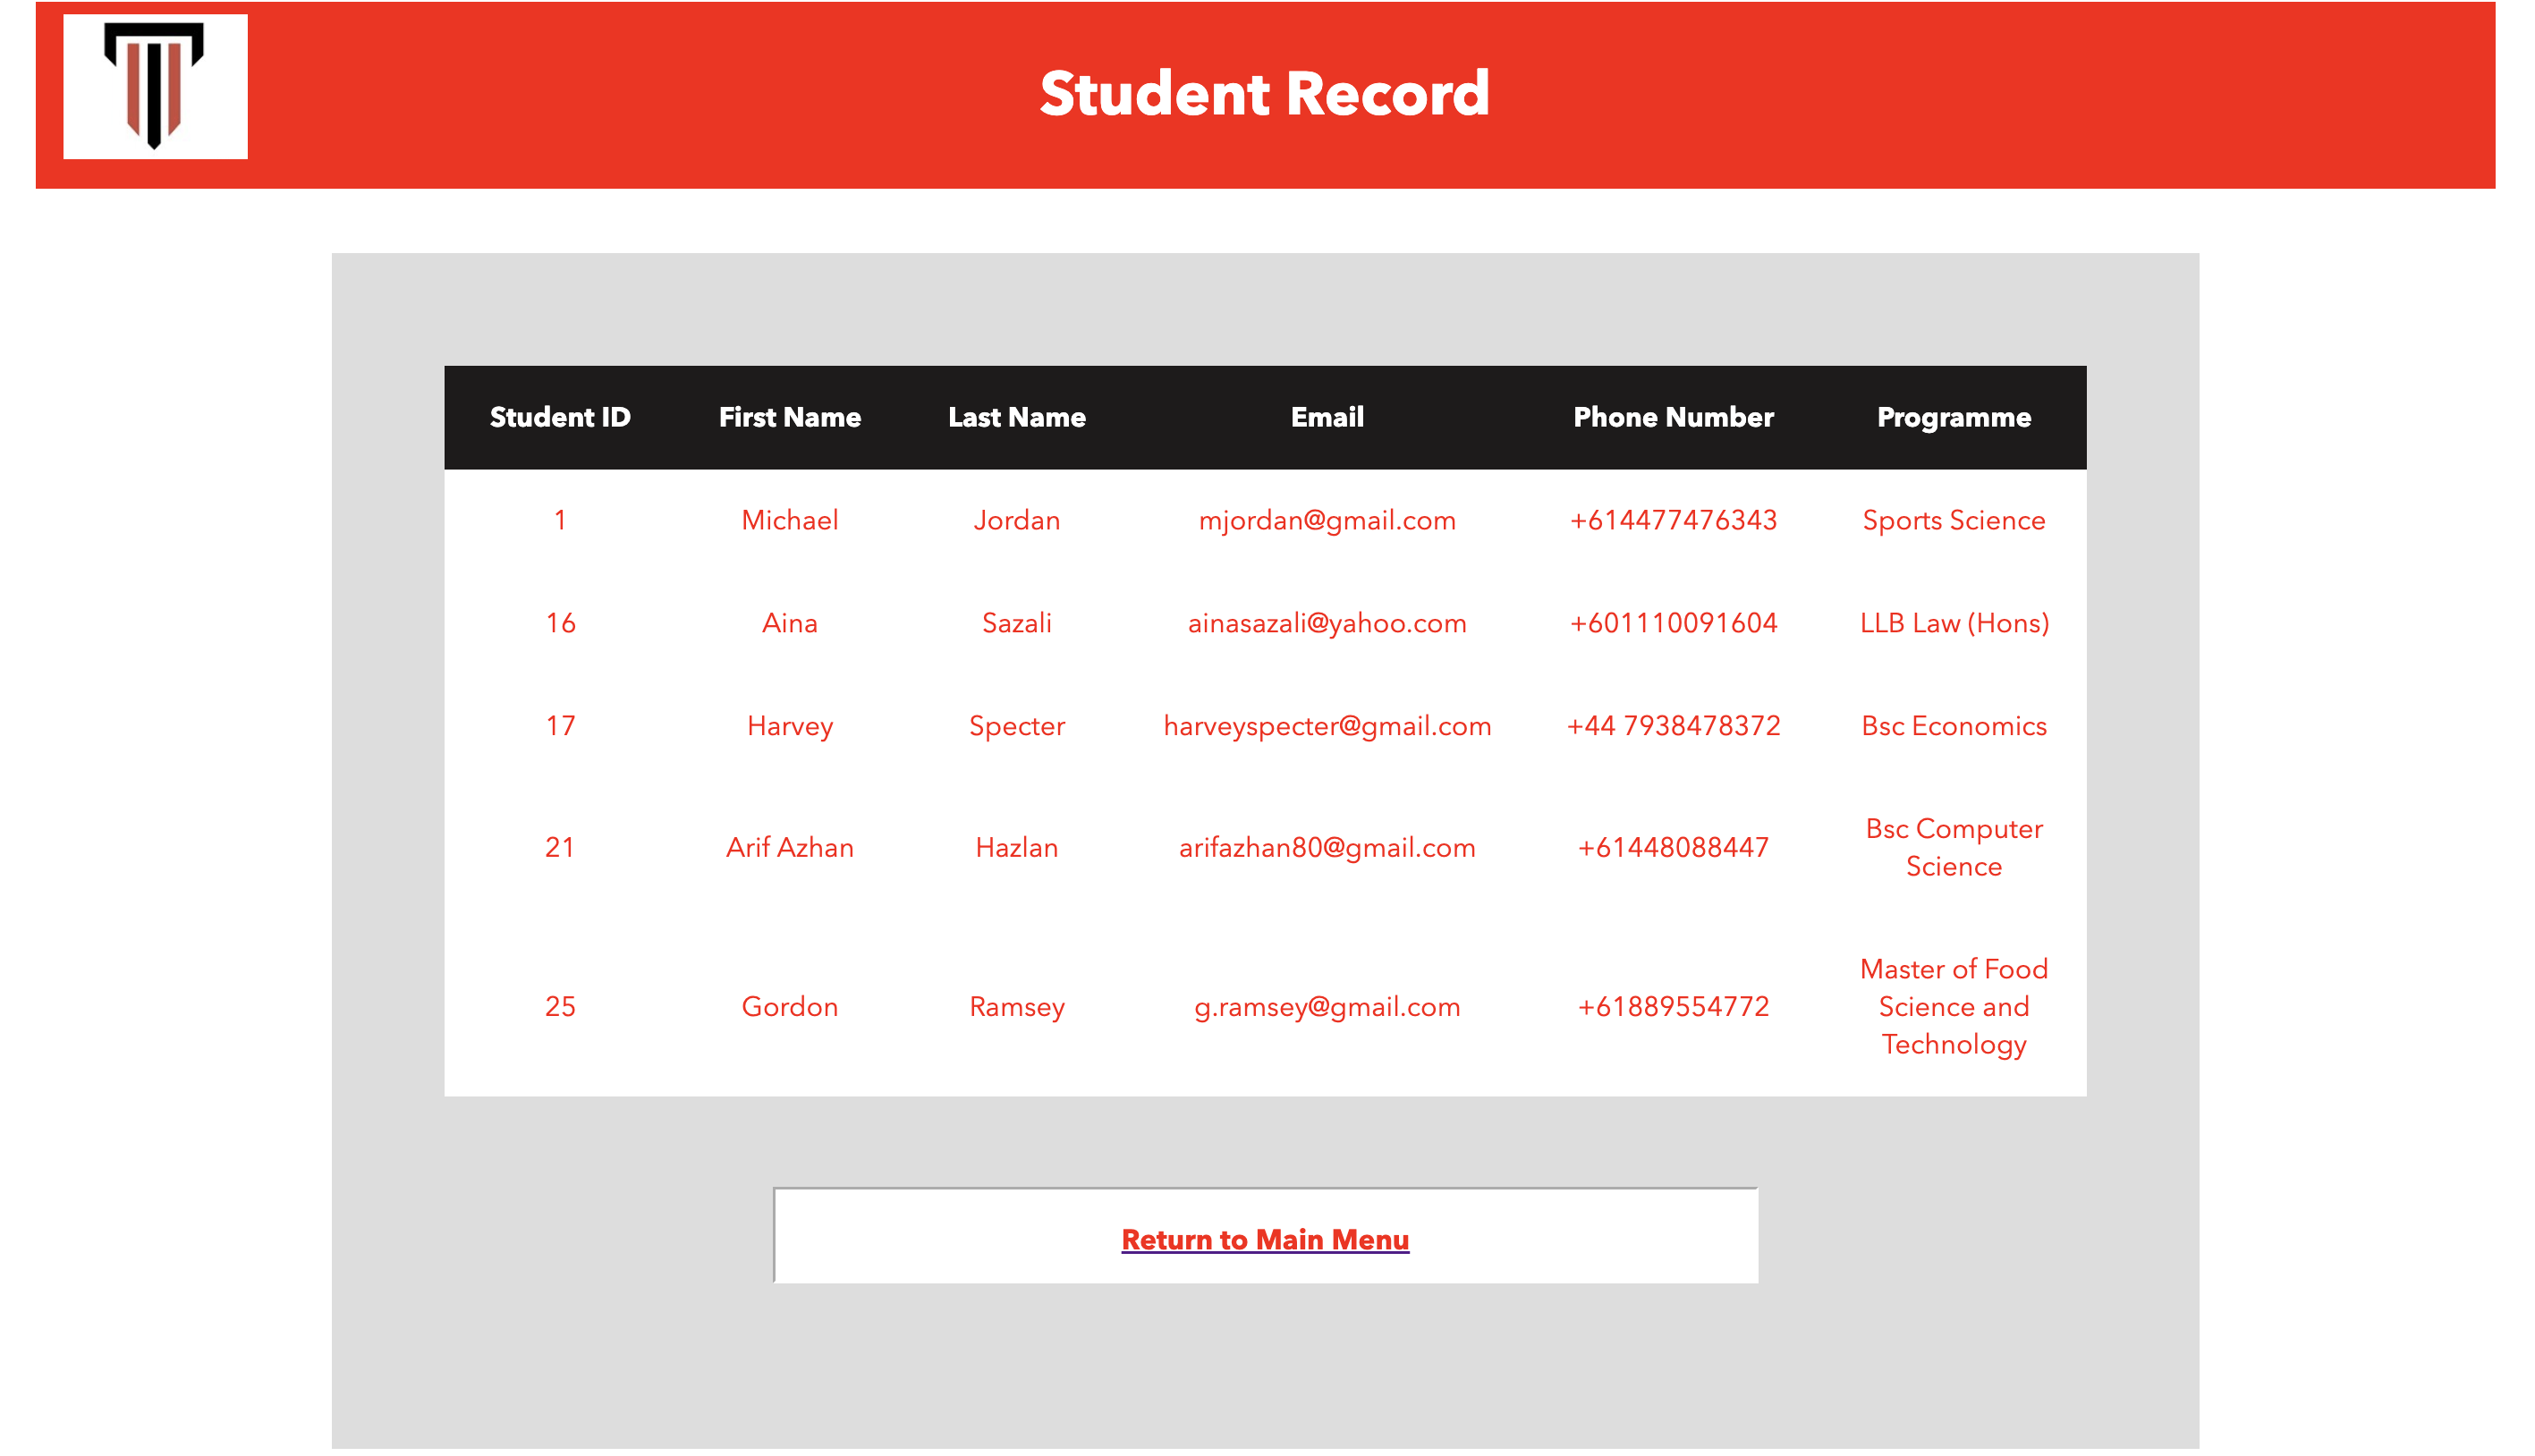 Student Record
Student ID First Name Last Name Email Phone Number Programme
1 Michael Jordan mjordan@gmail.com +614477476343 Sports Science
16 Aina Sazali ainasazali@yahoo.com +601110091604 LLB Law (Hons)
17 Harvey Specter harveyspecter@gmail.com +44 7938478372 Bsc Economics
21 Arif Azhan Hazlan arifazhan80@gmail.com +61448088447 Bsc Computer
Science
25 Gordon Ramsey g.ramsey@gmail.com +61889554772 Master of Food
Science and
Technology
Return to Main Menu